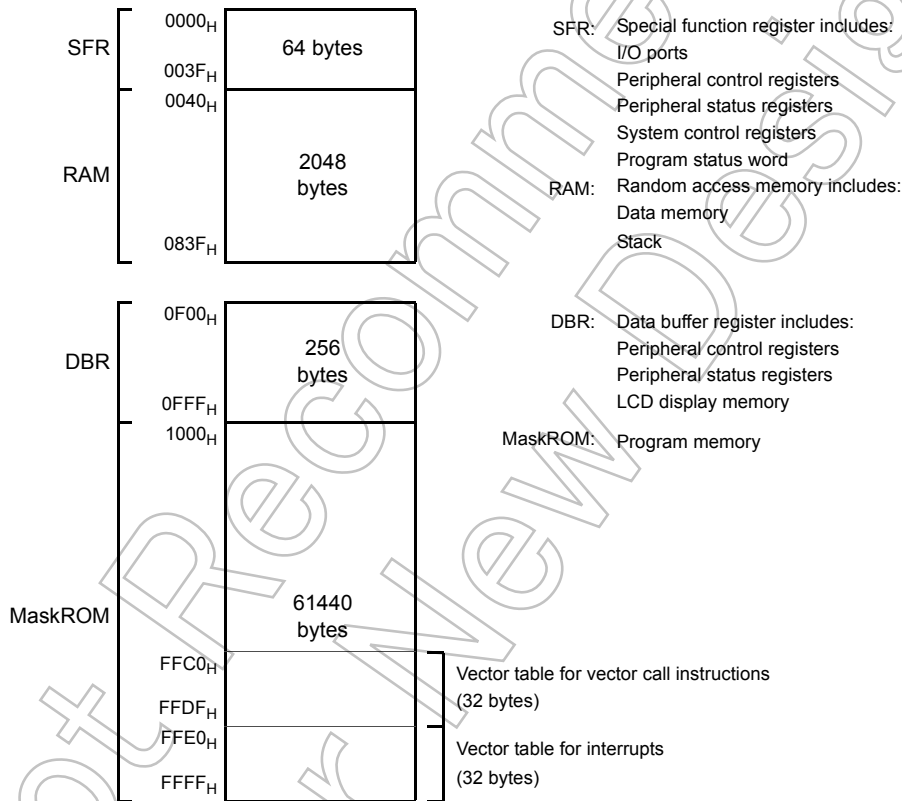 SFR
0000H
64 bytes
003FH
RAM
0040H
2048
bytes
083FH
SFR: Special function register includes:
I/O ports
Peripheral control registers
Peripheral status registers
System control registers
Program status word
RAM: Random access memory includes:
Data memory
Stack
DBR
0F00H
256
bytes
0FFFH
DBR: Data buffer register includes:
Peripheral control registers
Peripheral status registers
LCD display memory
MaskROM
1000H
61440
bytes
MaskROM: Program memory
FFC0H
FFDFH
Vector table for vector call instructions
(32 bytes)
FFE0H
FFFFH
Vector table for interrupts
(32 bytes)
Not Recomme
r New Desig